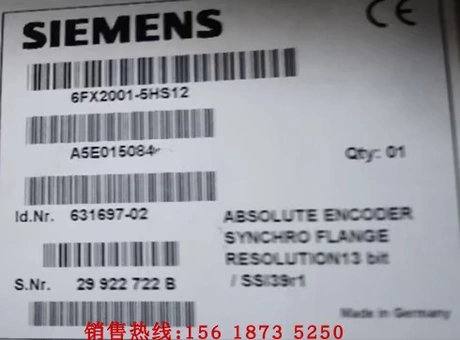 SIEMENS CE
6FX2001-5HS12
A5E015084
Qty: 01
Id.Nr. 631697-02
ABSOLUTE ENCODER
SYNCHRO FLANGE
RESOLUTION13 bit
/ SSI39r1
S.Nr. 29 922 722 B
Made in Germany
销售热线:156 1873 5250